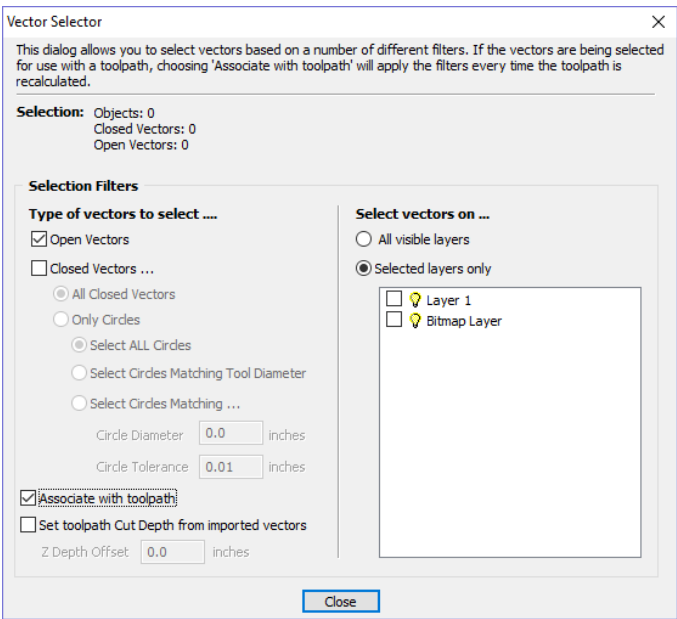 Vector Selector
This dialog allows you to select vectors based on a number of different filters. If the vectors are being selected
for use with a toolpath, choosing 'Associate with toolpath' will apply the filters every time the toolpath is
recalculated.
Selection: Objects: 0
Closed Vectors: 0
Open Vectors: 0
Selection Filters
Type of vectors to select ....
Open Vectors
Closed Vectors ...
All Closed Vectors
Only Circles
Select ALL Circles
Select Circles Matching Tool Diameter
Select Circles Matching ...
Circle Diameter 0.0 inches
Circle Tolerance 0.01 inches
Associate with toolpath
Set toolpath Cut Depth from imported vectors
Z Depth Offset 0.0 inches
Select vectors on ...
All visible layers
Selected layers only
Layer 1
Bitmap Layer
Close